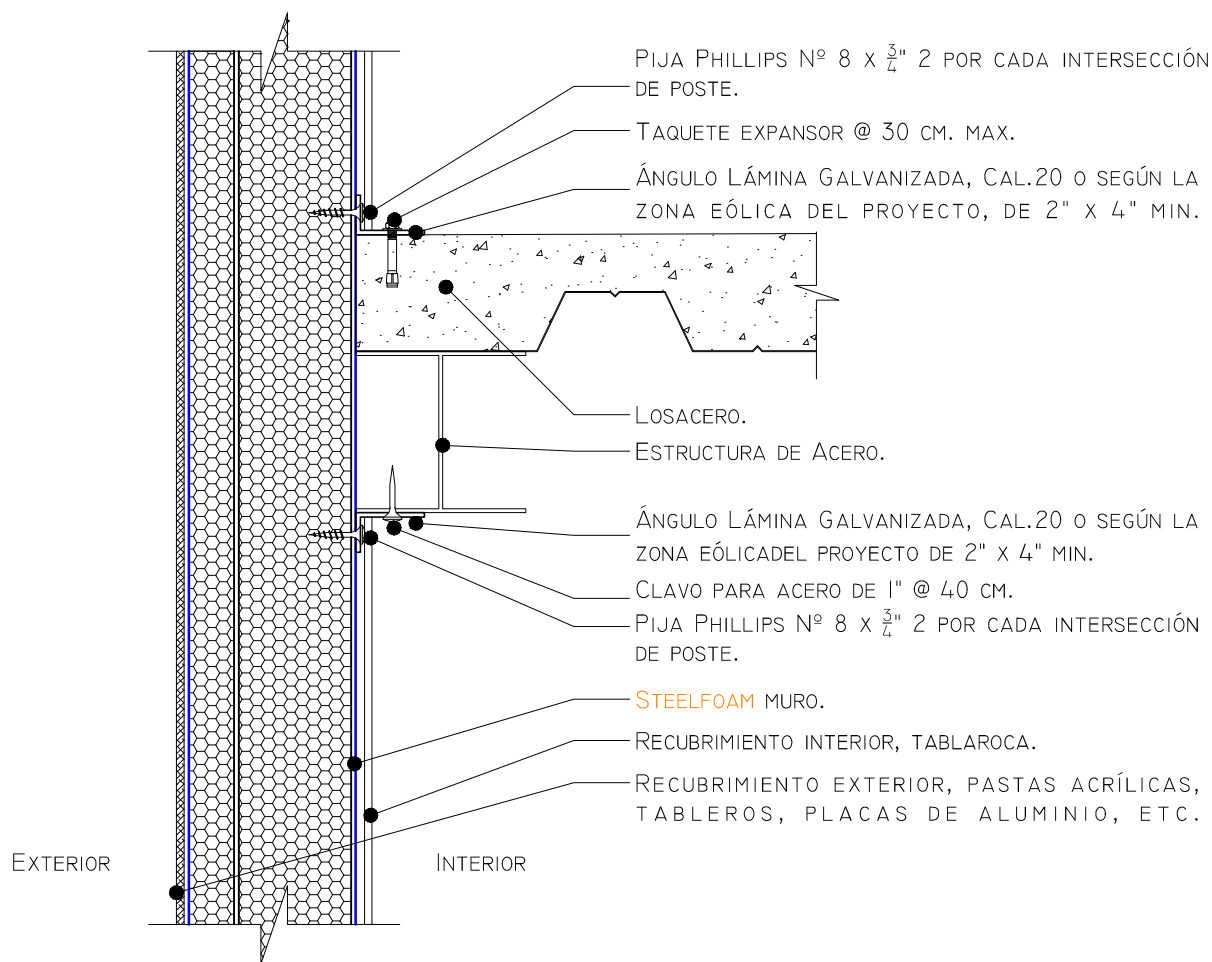 PIJA PHILLIPS Nº 8 X 3/4" 2 POR CADA INTERSECCIÓN
DE POSTE.
TAQUETE EXPANSOR @ 30 CM. MAX.
ÁNGULO LÁMINA GALVANIZADA, CAL.20 O SEGÚN LA
ZONA EÓLICA DEL PROYECTO, DE 2" X 4" MIN.
LOSACERO.
ESTRUCTURA DE ACERO.
ÁNGULO LÁMINA GALVANIZADA, CAL.20 O SEGÚN LA
ZONA EÓLICADEL PROYECTO DE 2" X 4" MIN.
CLAVO PARA ACERO DE 1" @ 40 CM.
PIJA PHILLIPS Nº 8 X 3/4" 2 POR CADA INTERSECCIÓN
DE POSTE.
STEELFOAM MURO.
RECUBRIMIENTO INTERIOR, TABLAROCA.
RECUBRIMIENTO EXTERIOR, PASTAS ACRÍLICAS,
TABLEROS, PLACAS DE ALUMINIO, ETC.
EXTERIOR
INTERIOR